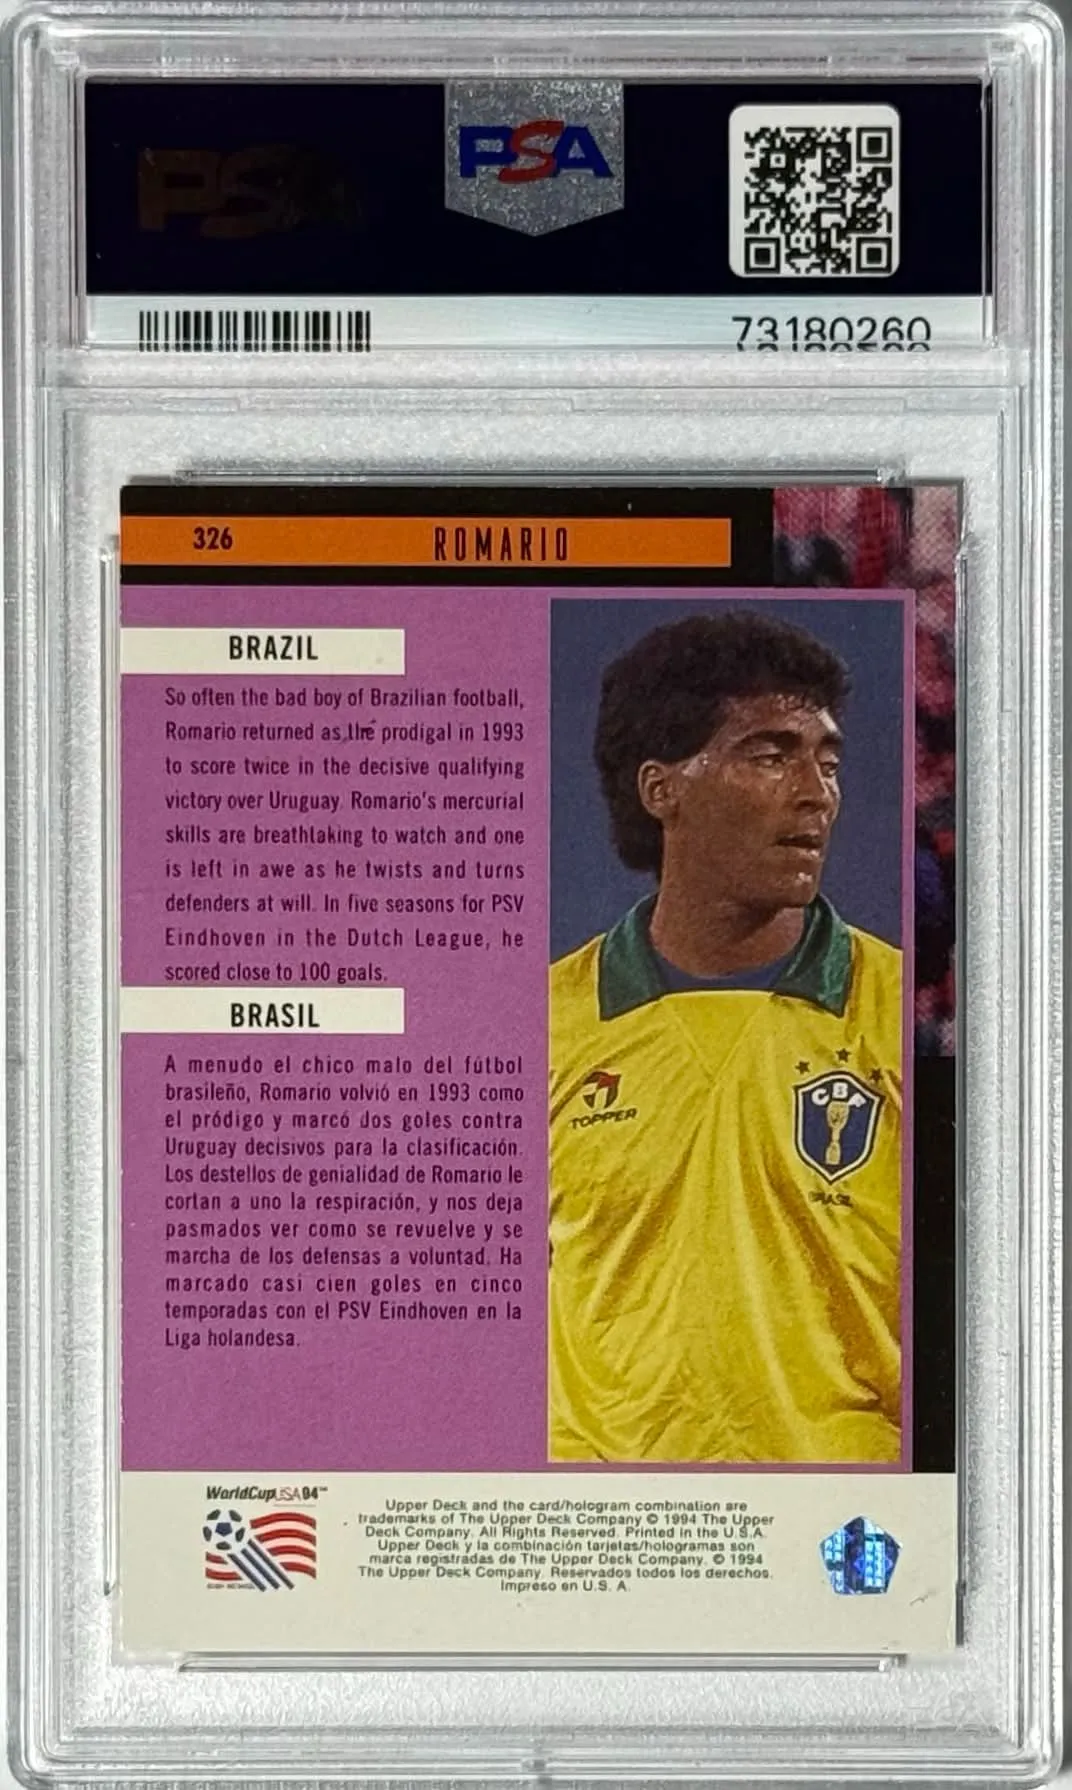 PSA
PSA
73180260
326 ROMARIO
BRAZIL
So often the bad boy of Brazilian football,
Romario returned as the prodigal in 1993
to score twice in the decisive qualifying
victory over Uruguay. Romario's mercurial
skills are breathtaking to watch and one
is left in awe as he twists and turns
defenders at will. In five seasons for PSV
Eindhoven in the Dutch League, he
scored close to 100 goals.
BRASIL
A menudo el chico malo del fútbol
brasileño, Romario volvió en 1993 como
el pródigo y marcó dos goles contra
Uruguay decisivos para la clasificación.
Los destellos de genialidad de Romario le
cortan a uno la respiración, y nos deja
pasmados ver como se revuelve y se
marcha de los defensas a voluntad. Ha
marcado casi cien goles en cinco
temporadas con el PSV Eindhoven en la
Liga holandesa.
TOPPER
CBF
BRASIL
WorldCupUSA94™
Upper Deck and the card/hologram combination are
trademarks of The Upper Deck Company © 1994 The Upper
Deck Company. All Rights Reserved. Printed in the U.S.A.
Upper Deck y la combinación tarjetas/hologramas son
marca registradas de The Upper Deck Company. © 1994
The Upper Deck Company. Reservados todos los derechos.
Impreso en U.S. A.